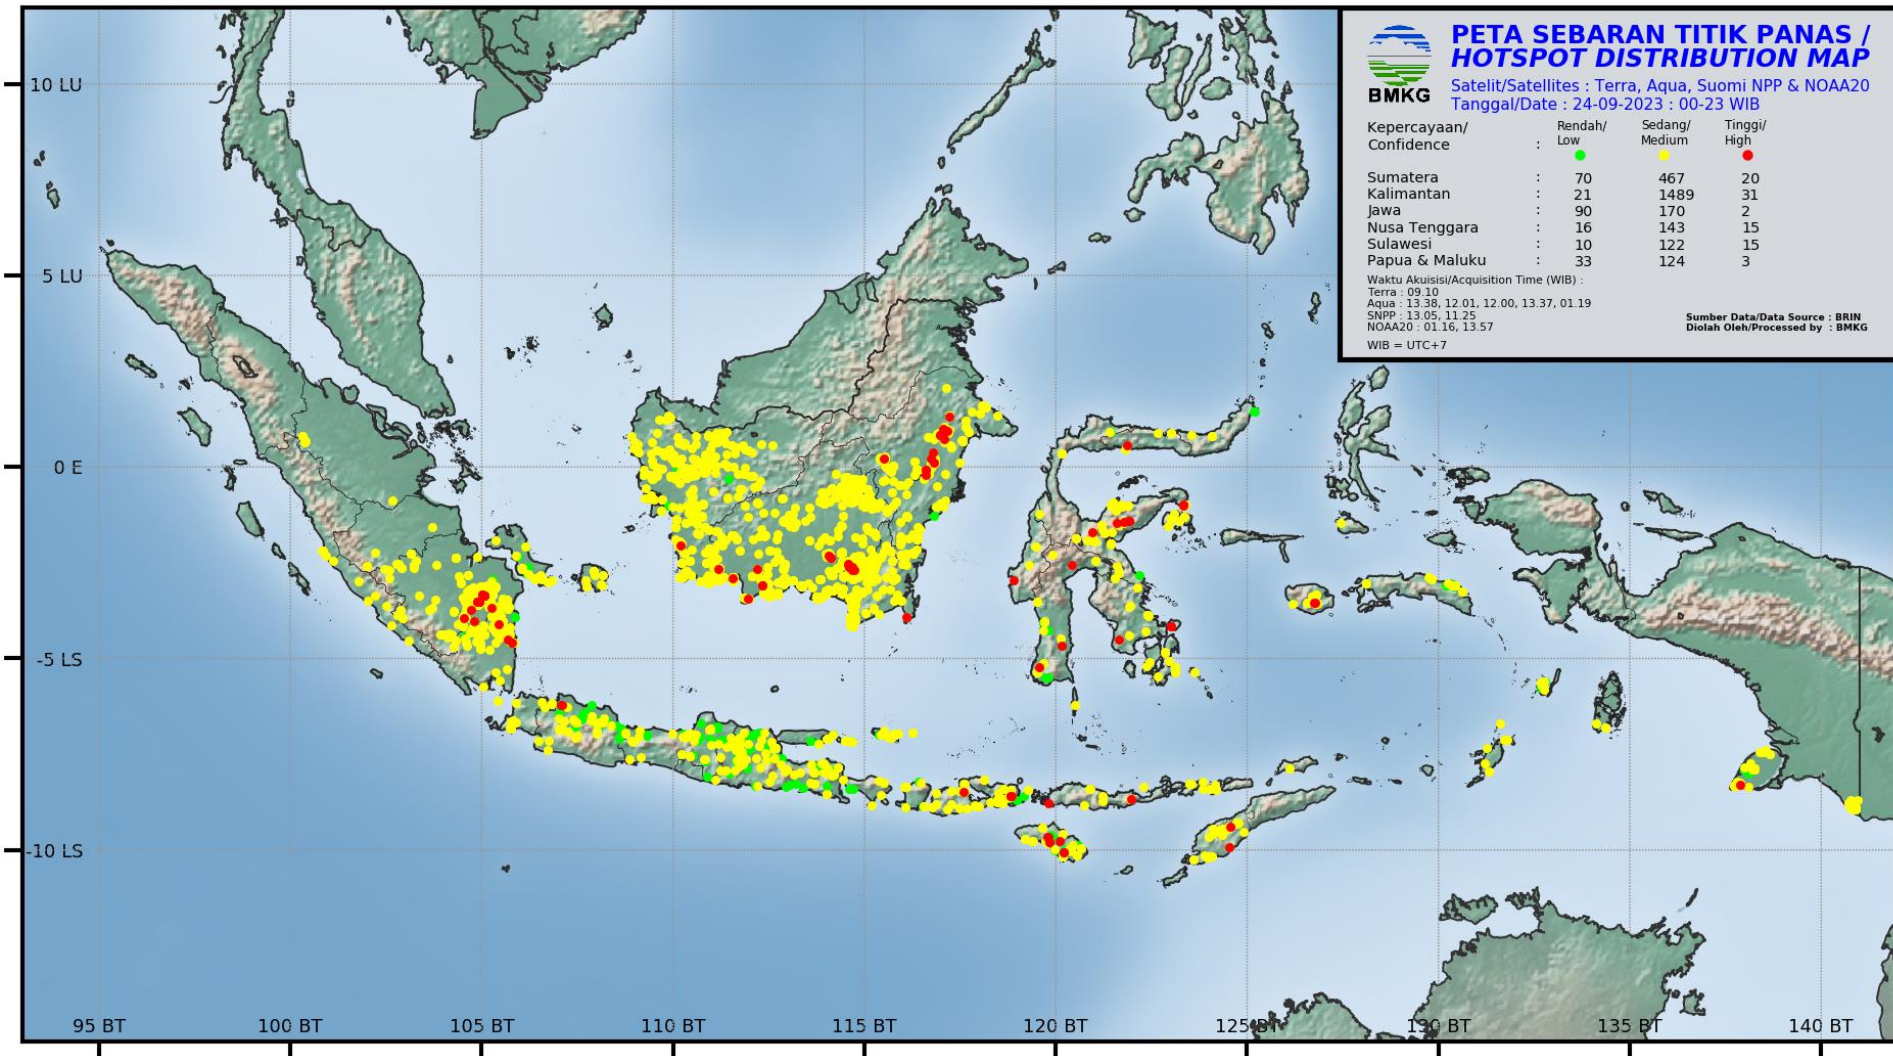 PETA SEBARAN TITIK PANAS /
HOTSPOT DISTRIBUTION MAP
Satelit/Satellites : Terra, Aqua, Suomi NPP & NOAA20
Tanggal/Date : 24-09-2023 : 00-23 WIB
BMKG
Kepercayaan/ Rendah/ Sedang/ Tinggi/
Confidence : Low Medium High
Sumatera : 70 467 20
Kalimantan : 21 1489 31
Jawa : 90 170 2
Nusa Tenggara : 16 143 15
Sulawesi : 10 122 15
Papua & Maluku : 33 124 3
Waktu Akuisisi/Acquisition Time (WIB) :
Terra : 09.10
Aqua : 13.38, 12.01, 12.00, 13.37, 01.19
SNPP : 13.05, 11.25
NOAA20 : 01.16, 13.57
WIB = UTC+7
Sumber Data/Data Source : BRIN
Diolah Oleh/Processed by : BMKG
10 LU
5 LU
0 E
-5 LS
-10 LS
95 BT 100 BT 105 BT 110 BT 115 BT 120 BT 125 BT 130 BT 135 BT 140 BT